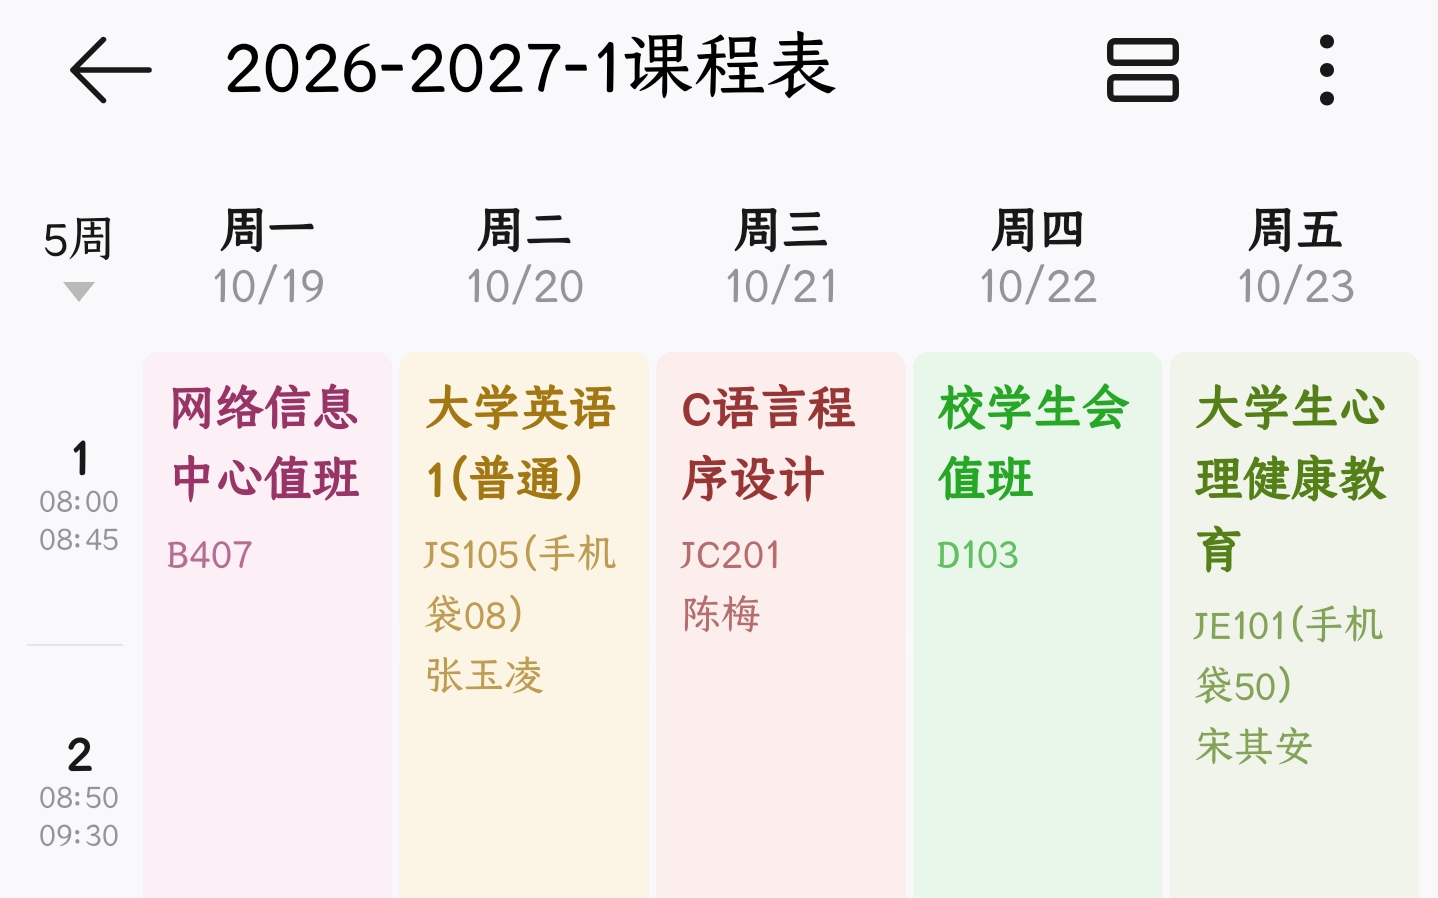 2026-2027-1课程表
5周
周一
10/19
周二
10/20
周三
10/21
周四
10/22
周五
10/23
1
08:00
08:45
2
08:50
09:30
网络信息
中心值班
B407
大学英语
1(普通)
JS105(手机
袋08)
张玉凌
C语言程
序设计
JC201
陈梅
校学生会
值班
D103
大学生心
理健康教
育
JE101(手机
袋50)
宋其安